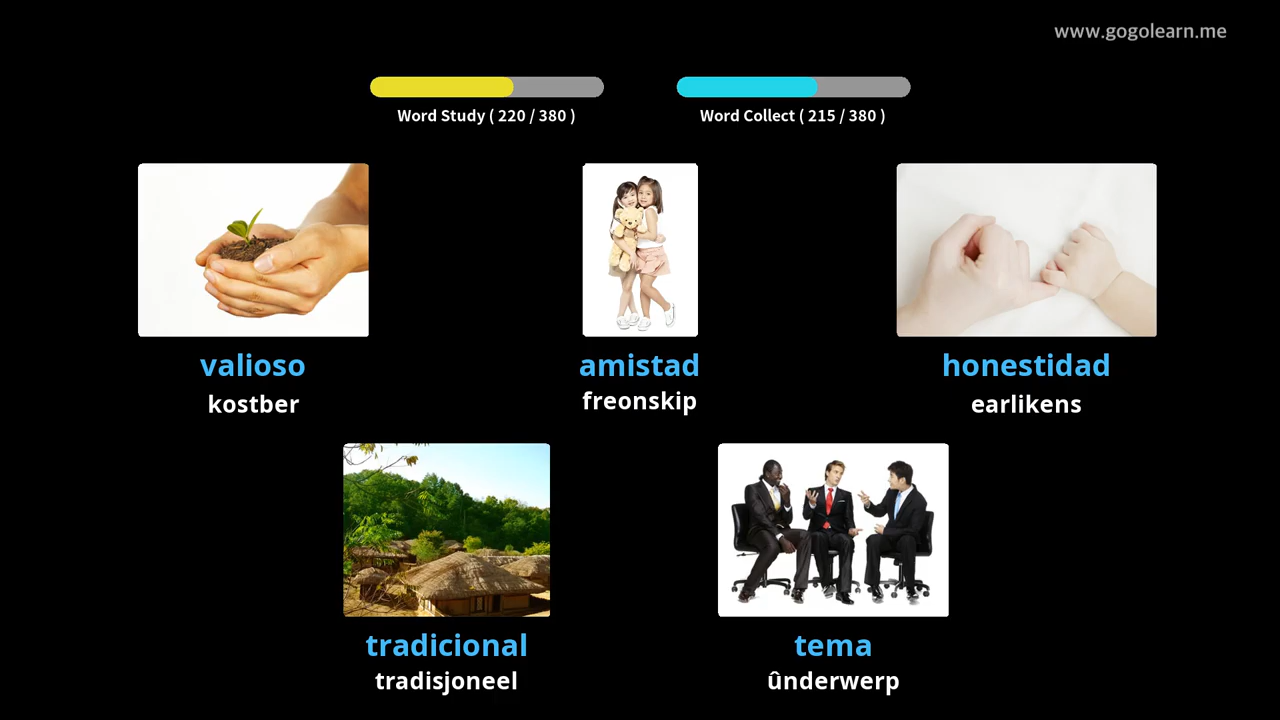 www.gogolearn.me
Word Study ( 220 / 380 )
Word Collect ( 215 / 380 )
valioso
kostber
amistad
freonskip
honestidad
earlikens
tradicional
tradisjoneel
tema
ûnderwerp